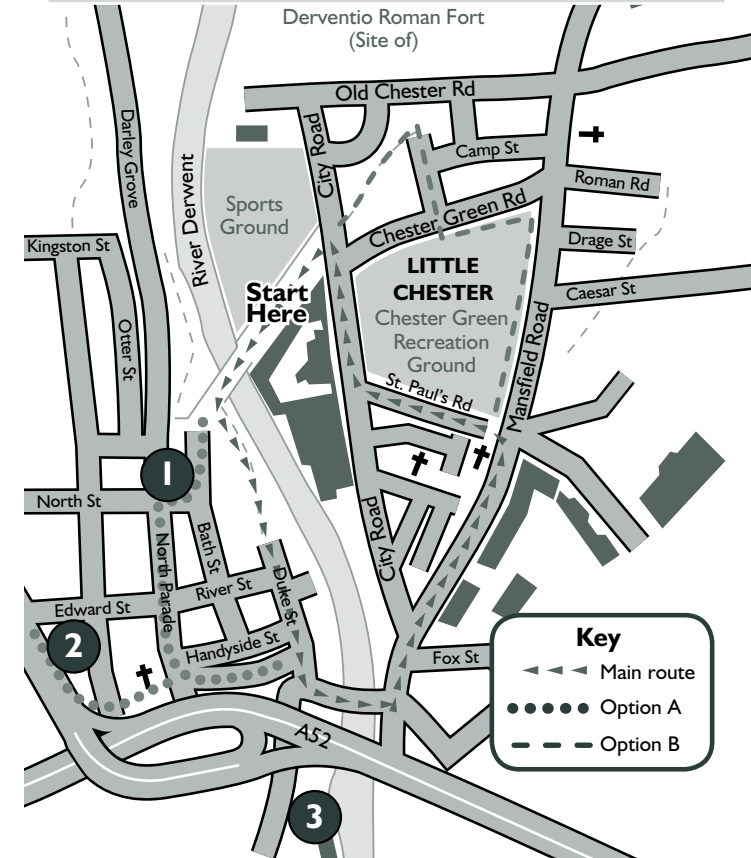 Derventio Roman Fort
(Site of)
Old Chester Rd
Darley Grove
City Road
Camp St
Roman Rd
River Derwent
Sports
Ground
Chester Green Rd
Drage St
Kingston St
LITTLE
CHESTER
Start
Here
Caesar St
Chester Green
Recreation
Ground
Otter St
Mansfield Road
St. Paul's Rd
1
North St
City Road
Bath St
North Parade
River St
Duke St
Edward St
2
Handyside St
Fox St
Key
Main route
Option A
Option B
A52
3